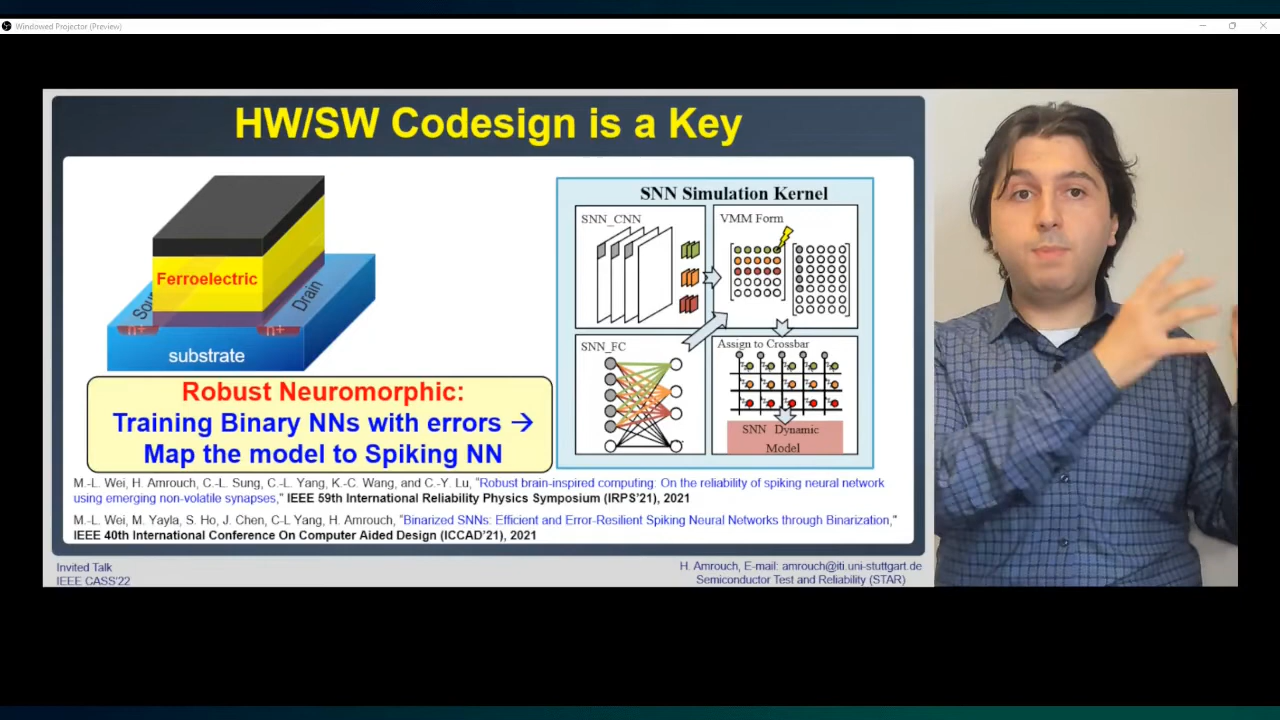 Windowed Projector (Preview)
HW/SW Codesign is a Key
Ferroelectric
Drain
n+
n+
substrate
Robust Neuromorphic:
Training Binary NNs with errors →
Map the model to Spiking NN
SNN Simulation Kernel
SNN_CNN
VMM Form
SNN_FC
Assign to Crossbar
SNN Dynamic
Model
M.-L. Wei, H. Amrouch, C.-L. Sung, C.-L. Yang, K.-C. Wang, and C.-Y. Lu, "Robust brain-inspired computing: On the reliability of spiking neural network
using emerging non-volatile synapses," IEEE 59th International Reliability Physics Symposium (IRPS'21), 2021
M.-L. Wei, M. Yayla, S. Ho, J. Chen, C-L Yang, H. Amrouch, "Binarized SNNs: Efficient and Error-Resilient Spiking Neural Networks through Binarization,"
IEEE 40th International Conference On Computer Aided Design (ICCAD'21), 2021
Invited Talk
IEEE CASS'22
H. Amrouch, E-mail: amrouch@iti.uni-stuttgart.de
Semiconductor Test and Reliability (STAR)